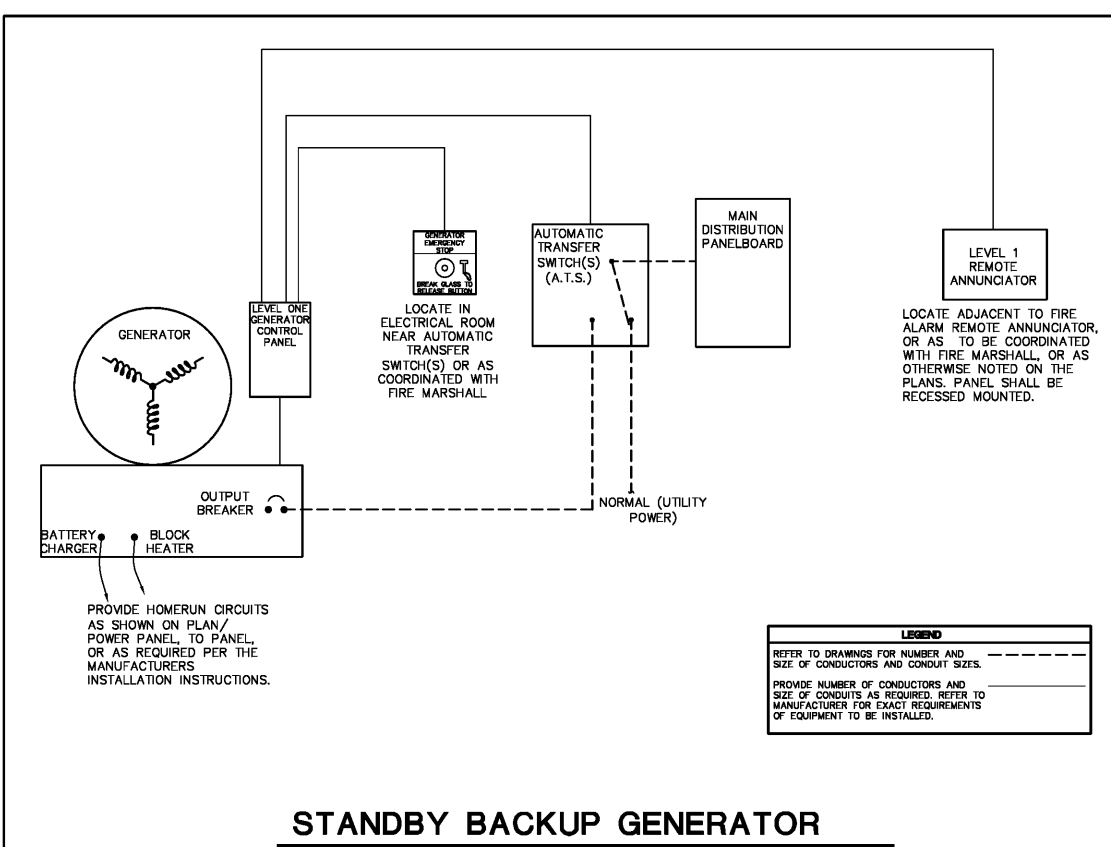 GENERATOR
LEVEL ONE
GENERATOR
CONTROL
PANEL
GENERATOR
EMERGENCY
STOP
BREAK GLASS TO
RELEASE BUTTON
LOCATE IN
ELECTRICAL ROOM
NEAR AUTOMATIC
TRANSFER
SWITCH(S) OR AS
COORDINATED WITH
FIRE MARSHALL
AUTOMATIC
TRANSFER
SWITCH(S)
(A.T.S.)
MAIN
DISTRIBUTION
PANELBOARD
LEVEL 1
REMOTE
ANNUNCIATOR
LOCATE ADJACENT TO FIRE
ALARM REMOTE ANNUNCIATOR,
OR AS TO BE COORDINATED
WITH FIRE MARSHALL, OR AS
OTHERWISE NOTED ON THE
PLANS. PANEL SHALL BE
RECESSED MOUNTED.
OUTPUT
BREAKER
BATTERY
CHARGER
BLOCK
HEATER
NORMAL (UTILITY
POWER)
PROVIDE HOMERUN CIRCUITS
AS SHOWN ON PLAN/
POWER PANEL, TO PANEL,
OR AS REQUIRED PER THE
MANUFACTURERS
INSTALLATION INSTRUCTIONS.
LEGEND
REFER TO DRAWINGS FOR NUMBER AND
SIZE OF CONDUCTORS AND CONDUIT SIZES.
PROVIDE NUMBER OF CONDUCTORS AND
SIZE OF CONDUITS AS REQUIRED. REFER TO
MANUFACTURER FOR EXACT REQUIREMENTS
OF EQUIPMENT TO BE INSTALLED.
STANDBY BACKUP GENERATOR